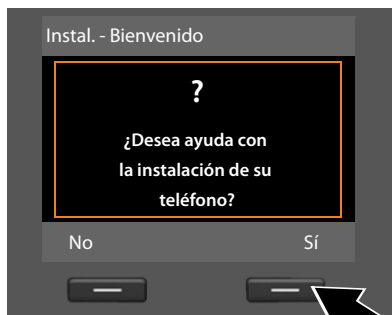 Instal. - Bienvenido
?
¿Desea ayuda con
la instalación de su
teléfono?
No Sí